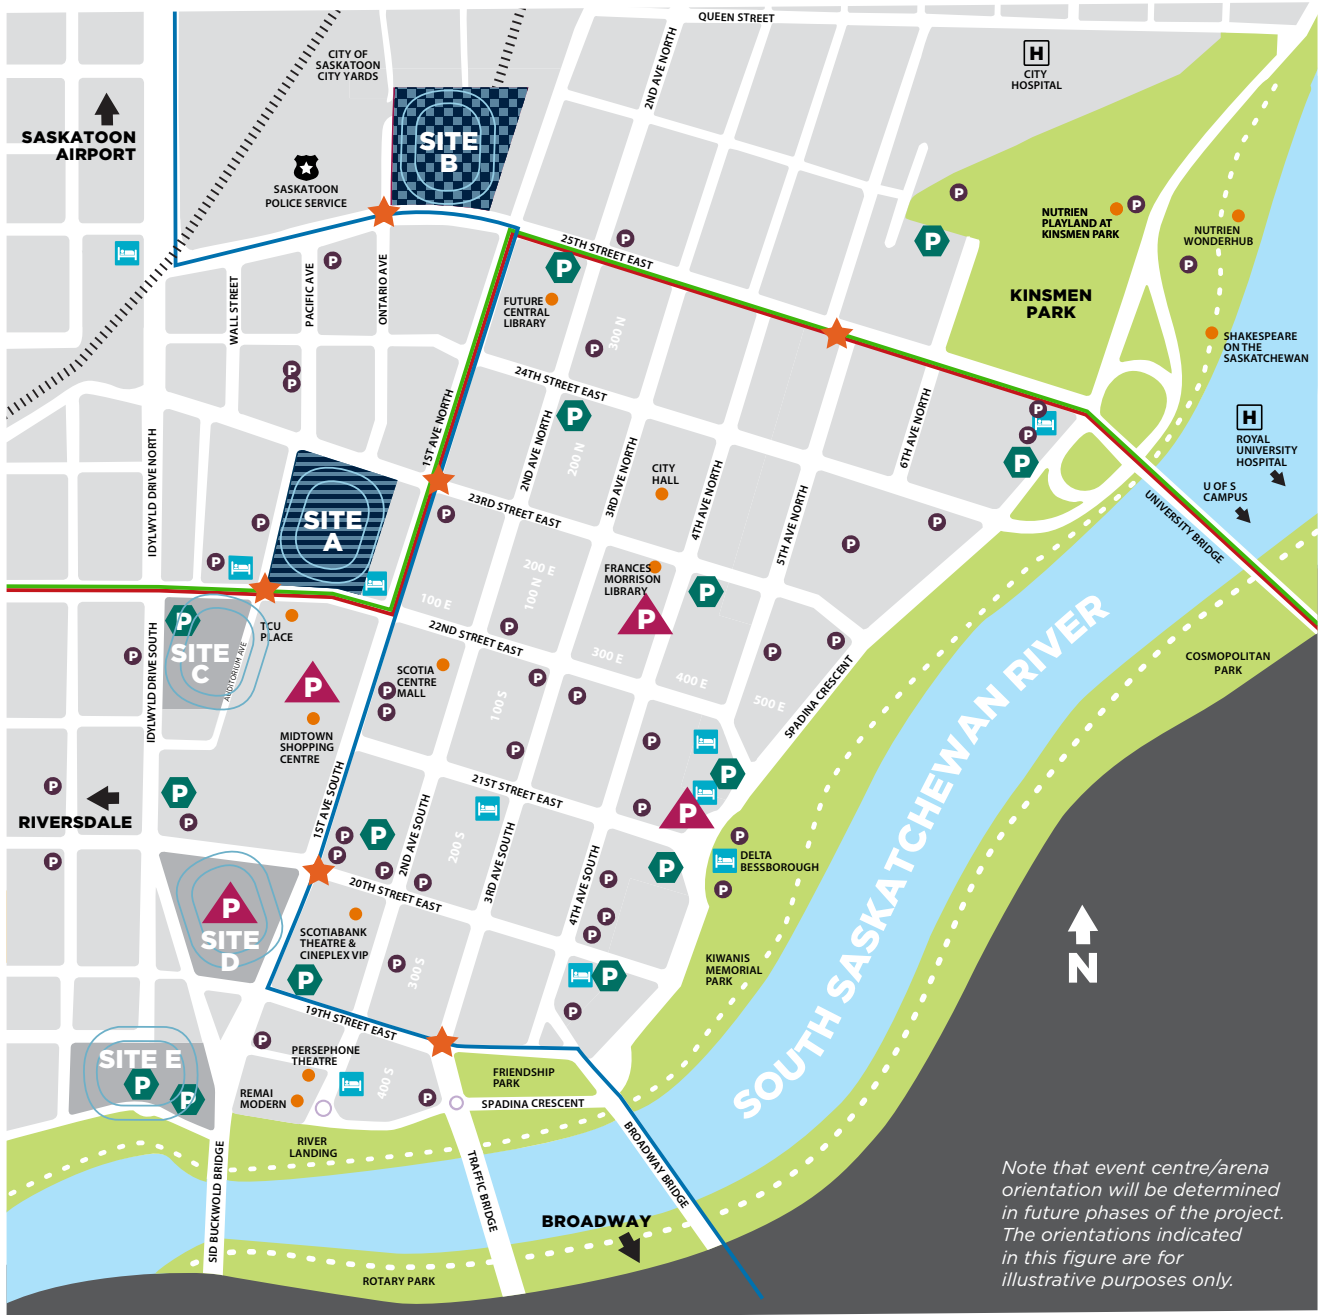 QUEEN STREET
CITY OF
SASKATOON
CITY YARDS
2ND AVE NORTH
H
CITY
HOSPITAL
SASKATOON
AIRPORT
SITE
B
SASKATOON
POLICE SERVICE
P
P
NUTRIEN
PLAYLAND AT
KINSMEN PARK
P
NUTRIEN
WONDERHUB
P
P
25TH STREET EAST
P
P
P
WALL STREET
PACIFIC AVE
ONTARIO AVE
FUTURE
CENTRAL
LIBRARY
KINSMEN
PARK
300 N
P
SHAKESPEARE
ON THE
SASKATCHEWAN
P
P
24TH STREET EAST
1ST AVE NORTH
P
2ND AVE NORTH
200 N
3RD AVE NORTH
6TH AVE NORTH
P
P
P
H
ROYAL
UNIVERSITY
HOSPITAL
U OF S
CAMPUS
IDYLWYLD DRIVE NORTH
CITY
HALL
4TH AVE NORTH
5TH AVE NORTH
UNIVERSITY BRIDGE
SITE
A
P
P
P
23RD STREET EAST
P
P
200 E
100 N
100 E
FRANCES
MORRISON
LIBRARY
P
P
P
TCU
PLACE
SITE
C
AUDITORIUM AVE
IDYLWYLD DRIVE SOUTH
P
22ND STREET EAST
P
300 E
P
P
400 E
500 E
SPADINA CRESCENT
COSMOPOLITAN
PARK
SOUTH SASKATCHEWAN RIVER
SCOTIA
CENTRE
MALL
P
P
P
P
P
100 S
P
P
MIDTOWN
SHOPPING
CENTRE
P
RIVERSDALE
P
P
P
1ST AVE SOUTH
21ST STREET EAST
P
P
P
P
P
P
P
P
2ND AVE SOUTH
200 S
3RD AVE SOUTH
4TH AVE SOUTH
P
P
20TH STREET EAST
P
DELTA
BESSBOROUGH
P
P
P
P
P
SITE
D
SCOTIABANK
THEATRE &
CINEPLEX VIP
P
P
300 S
P
P
KIWANIS
MEMORIAL
PARK
N
19TH STREET EAST
P
SITE E
P
P
PERSEPHONE
THEATRE
REMAI
MODERN
400 S
P
FRIENDSHIP
PARK
SPADINA CRESCENT
RIVER
LANDING
SID BUCKWOLD BRIDGE
TRAFFIC BRIDGE
BROADWAY BRIDGE
BROADWAY
ROTARY PARK
Note that event centre/arena
orientation will be determined
in future phases of the project.
The orientations indicated
in this figure are for
illustrative purposes only.